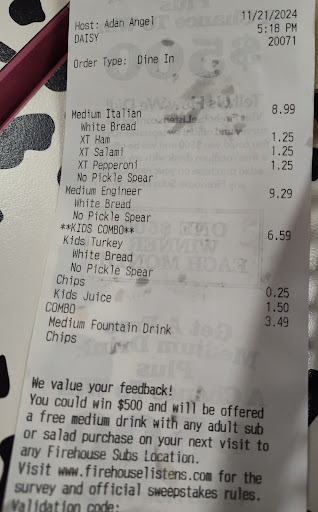 Host: Adan Angel 11/21/2024
DAISY 5:18 PM
20071
Order Type: Dine In
Medium Italian 8.99
White Bread
XT Ham 1.25
XT Salami 1.25
XT Pepperoni 1.25
No Pickle Spear
Medium Engineer 9.29
White Bread
No Pickle Spear
**KIDS COMBO** 6.59
Kids Turkey
White Bread
No Pickle Spear
Chips 0.25
Kids Juice 1.50
COMBO 3.49
Medium Fountain Drink
Chips
We value your feedback!
You could win $500 and will be offered
a free medium drink with any adult sub
or salad purchase on your next visit to
any Firehouse Subs Location.
Visit www.firehouselistens.com for the
survey and official sweepstakes rules.
Validation code: